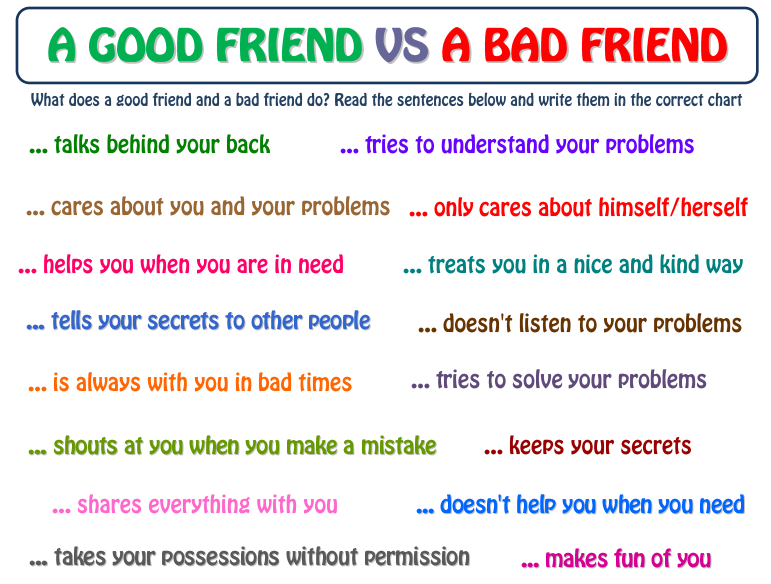 A GOOD FRIEND VS A BAD FRIEND
What does a good friend and a bad friend do? Read the sentences below and write them in the correct chart
... talks behind your back
... tries to understand your problems
... cares about you and your problems
... only cares about himself/herself
... helps you when you are in need
... treats you in a nice and kind way
... tells your secrets to other people
... doesn't listen to your problems
... is always with you in bad times
... tries to solve your problems
... shouts at you when you make a mistake
... keeps your secrets
... shares everything with you
... doesn't help you when you need
... takes your possessions without permission
... makes fun of you